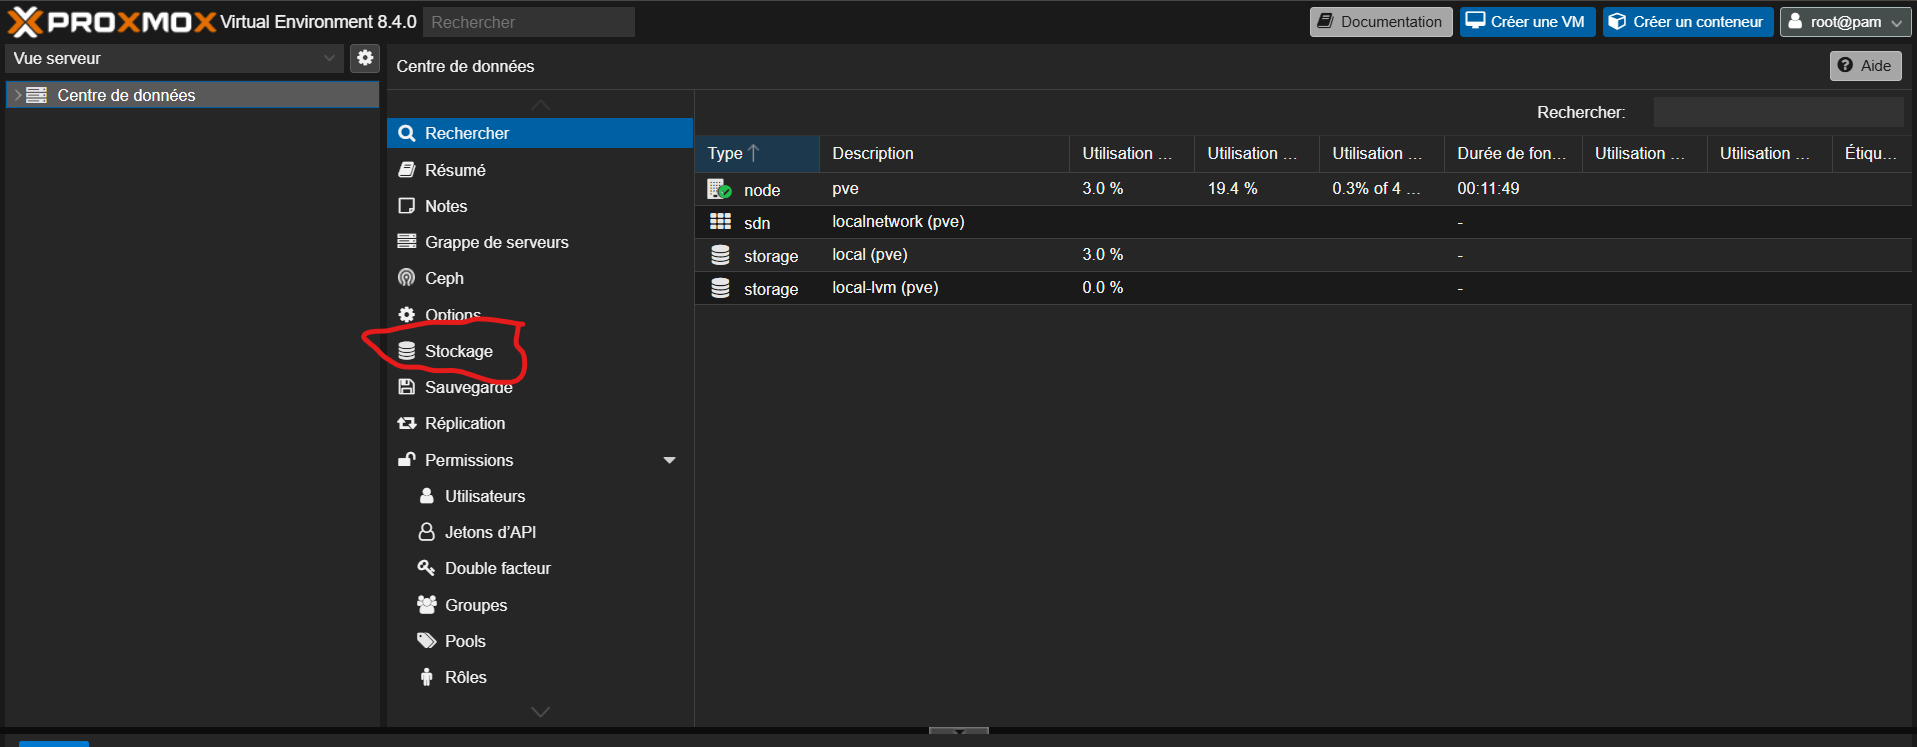 PROXMOX Virtual Environment 8.4.0 Rechercher Documentation Créer une VM Créer un conteneur root@pam
Vue serveur
Centre de données Aide
Centre de données
Rechercher:
Rechercher
Résumé
Notes
Grappe de serveurs
Ceph
Options
Stockage
Sauvegarde
Réplication
Permissions
Utilisateurs
Jetons d'API
Double facteur
Groupes
Pools
Rôles
Type Description Utilisation ... Utilisation ... Utilisation ... Durée de fon... Utilisation ... Utilisation ... Étiqu...
node pve 3.0 % 19.4 % 0.3% of 4 ... 00:11:49
sdn localnetwork (pve) -
storage local (pve) 3.0 % -
storage local-lvm (pve) 0.0 % -